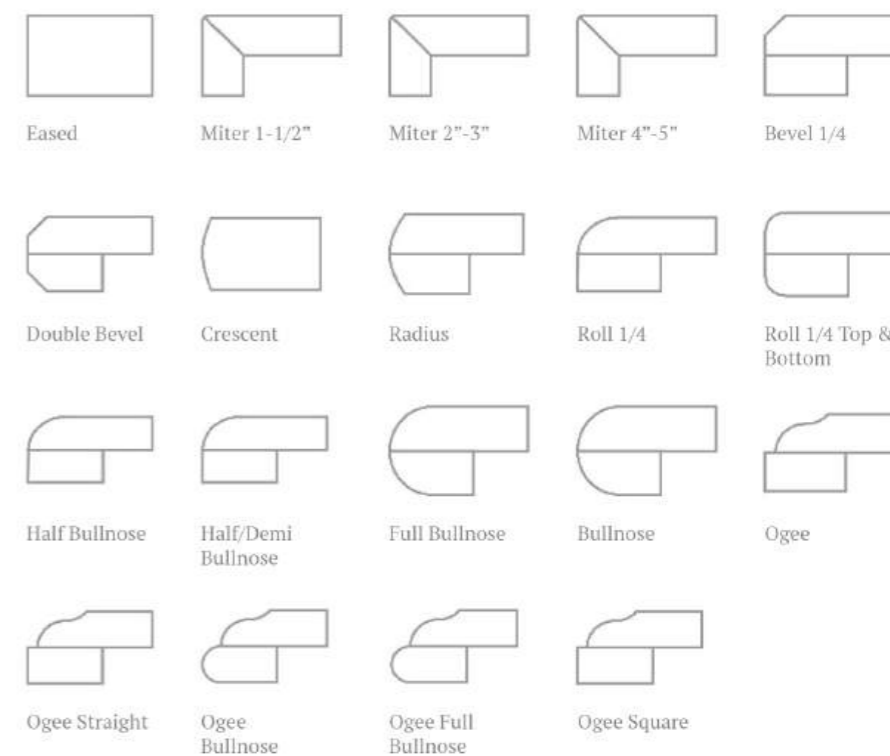 Eased
Miter 1-1/2”
Miter 2”-3”
Miter 4”-5”
Bevel 1/4
Double Bevel
Crescent
Radius
Roll 1/4
Roll 1/4 Top &
Bottom
Half Bullnose
Half/Demi
Bullnose
Full Bullnose
Bullnose
Ogee
Ogee Straight
Ogee
Bullnose
Ogee Full
Bullnose
Ogee Square